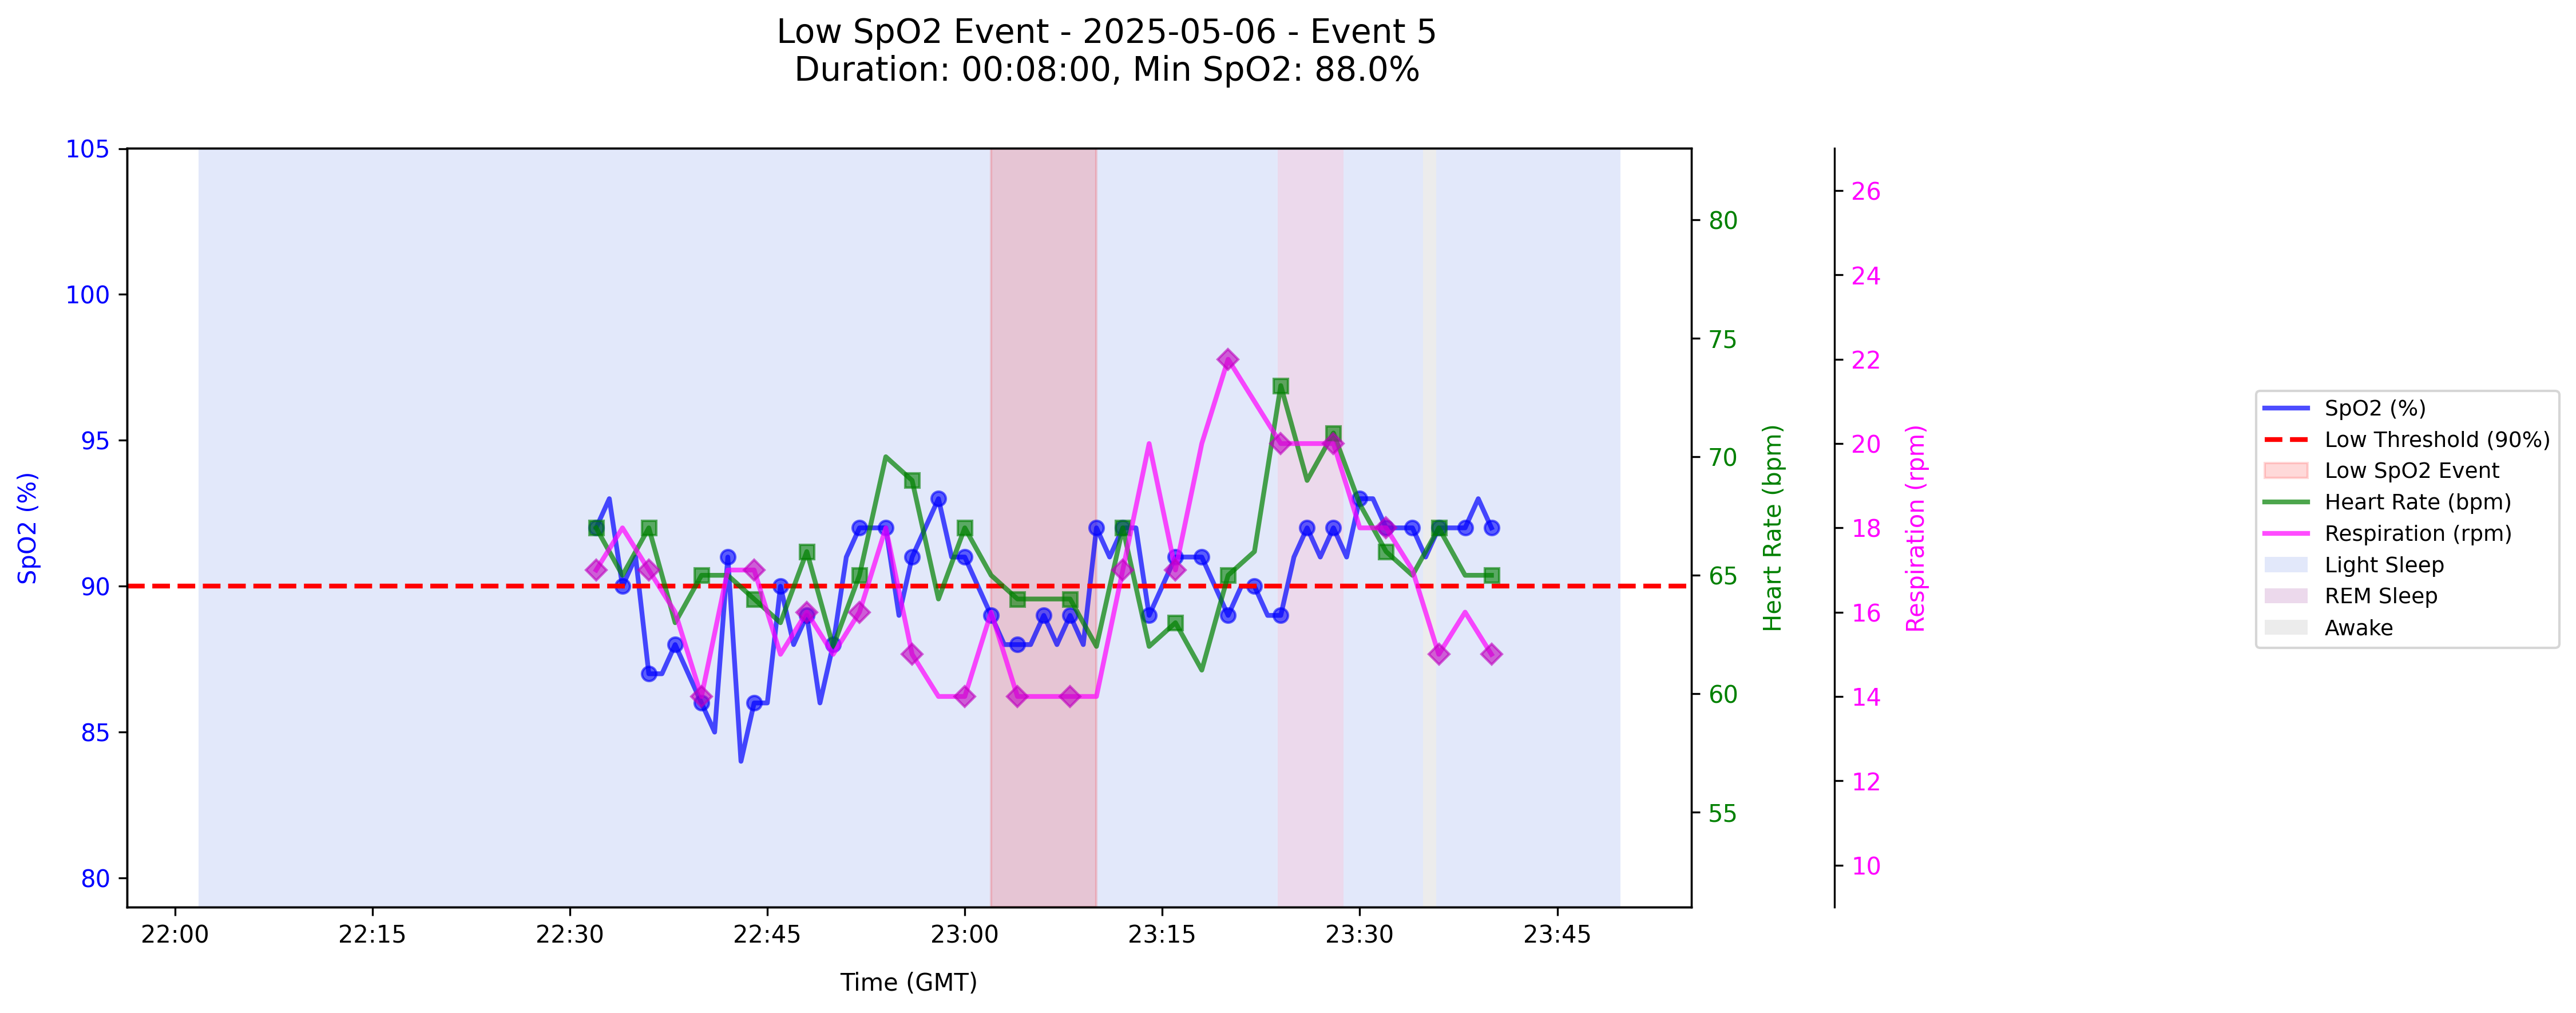 Low SpO2 Event - 2025-05-06 - Event 5
Duration: 00:08:00, Min SpO2: 88.0%
105
100
95
90
85
80
SpO2 (%)
80
75
70
65
60
55
Heart Rate (bpm)
26
24
22
20
18
16
14
12
10
Respiration (rpm)
SpO2 (%)
Low Threshold (90%)
Low SpO2 Event
Heart Rate (bpm)
Respiration (rpm)
Light Sleep
REM Sleep
Awake
22:00 22:15 22:30 22:45 23:00 23:15 23:30 23:45
Time (GMT)